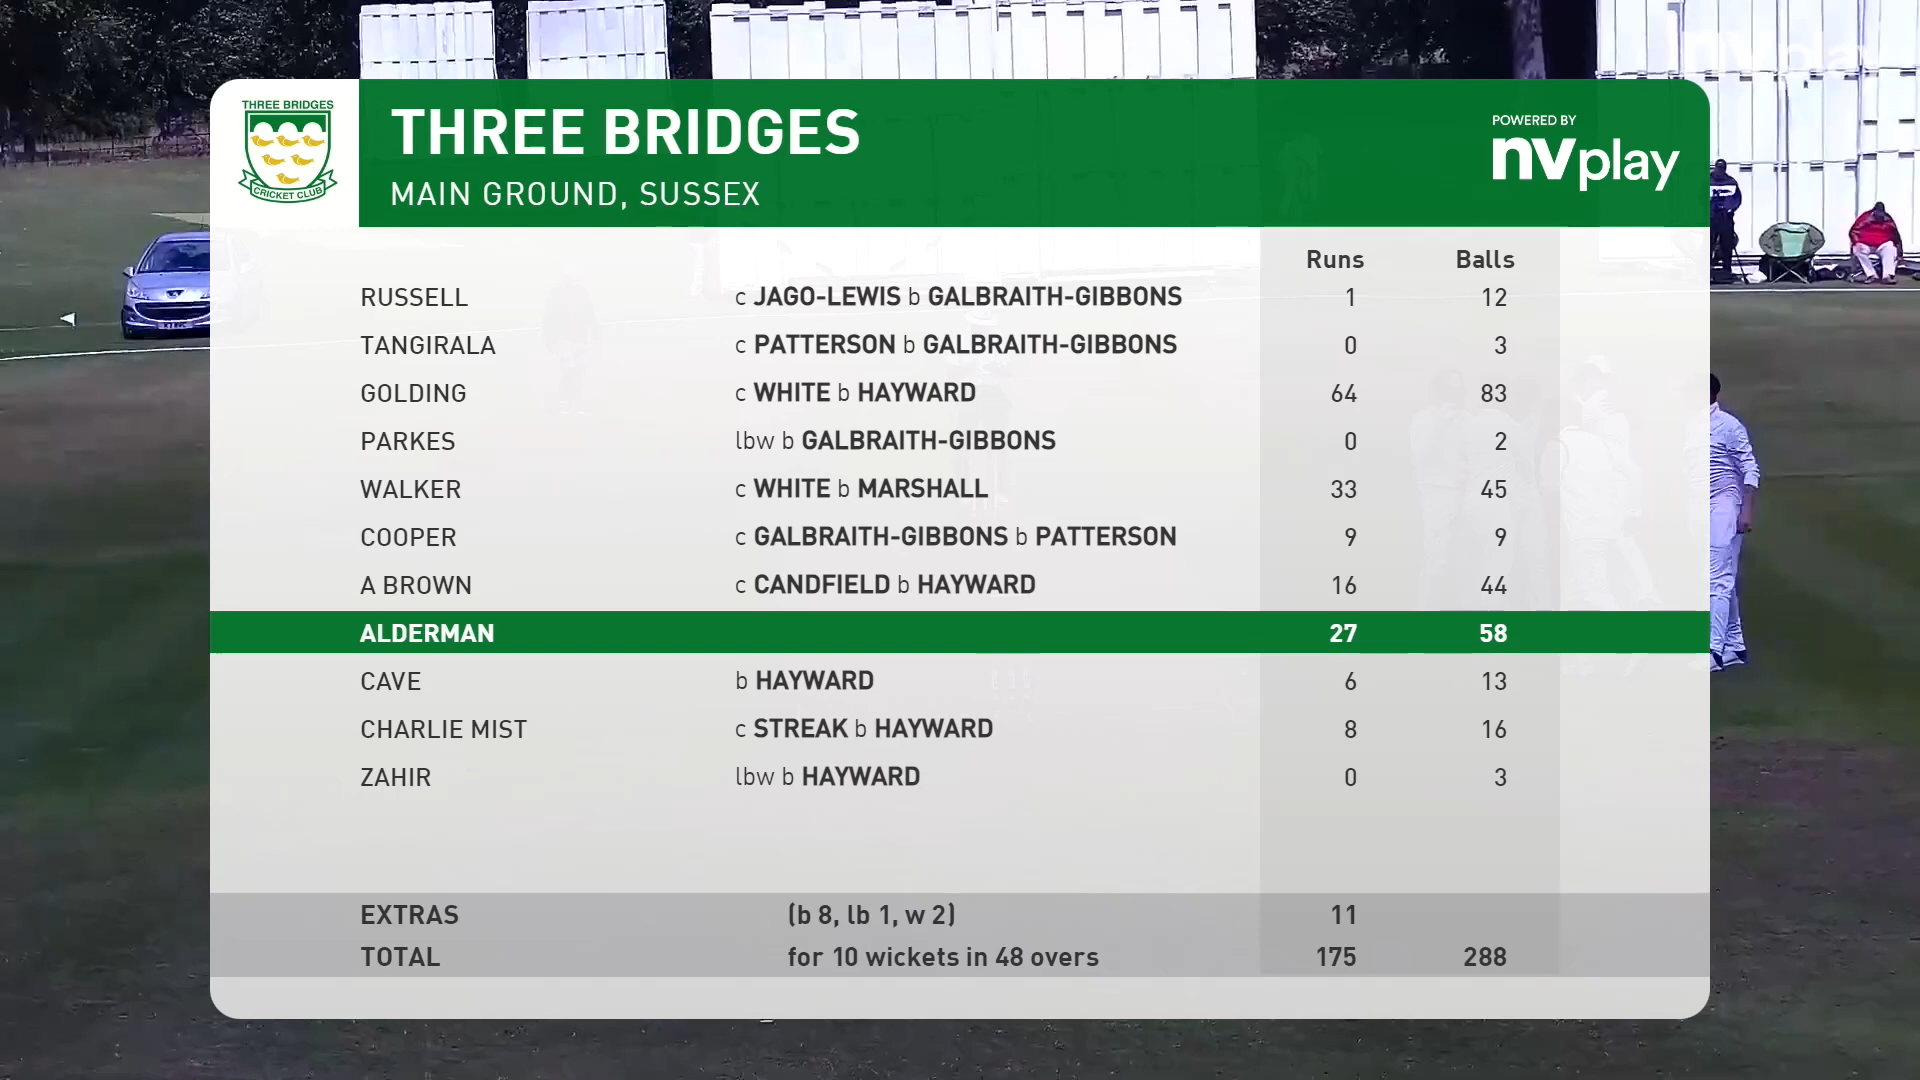 THREE BRIDGES
CRICKET CLUB
THREE BRIDGES
MAIN GROUND, SUSSEX
POWERED BY
nvplay
nvplay
Runs Balls
RUSSELL c JAGO-LEWIS b GALBRAITH-GIBBONS 1 12
TANGIRALA c PATTERSON b GALBRAITH-GIBBONS 0 3
GOLDING c WHITE b HAYWARD 64 83
PARKES lbw b GALBRAITH-GIBBONS 0 2
WALKER c WHITE b MARSHALL 33 45
COOPER c GALBRAITH-GIBBONS b PATTERSON 9 9
A BROWN c CANDFIELD b HAYWARD 16 44
ALDERMAN 27 58
CAVE b HAYWARD 6 13
CHARLIE MIST c STREAK b HAYWARD 8 16
ZAHIR lbw b HAYWARD 0 3
EXTRAS (b 8, lb 1, w 2) 11
TOTAL for 10 wickets in 48 overs 175 288